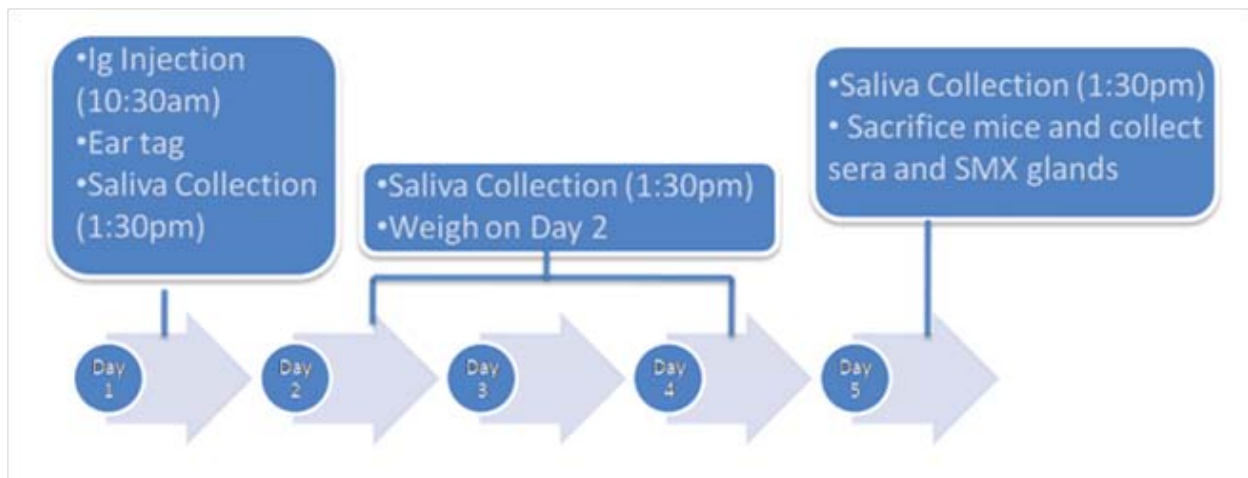 •Ig Injection
(10:30am)
•Ear tag
•Saliva Collection
(1:30pm)
•Saliva Collection (1:30pm)
•Weigh on Day 2
•Saliva Collection (1:30pm)
• Sacrifice mice and collect
sera and SMX glands
Day
1
Day
2
Day
3
Day
4
Day
5